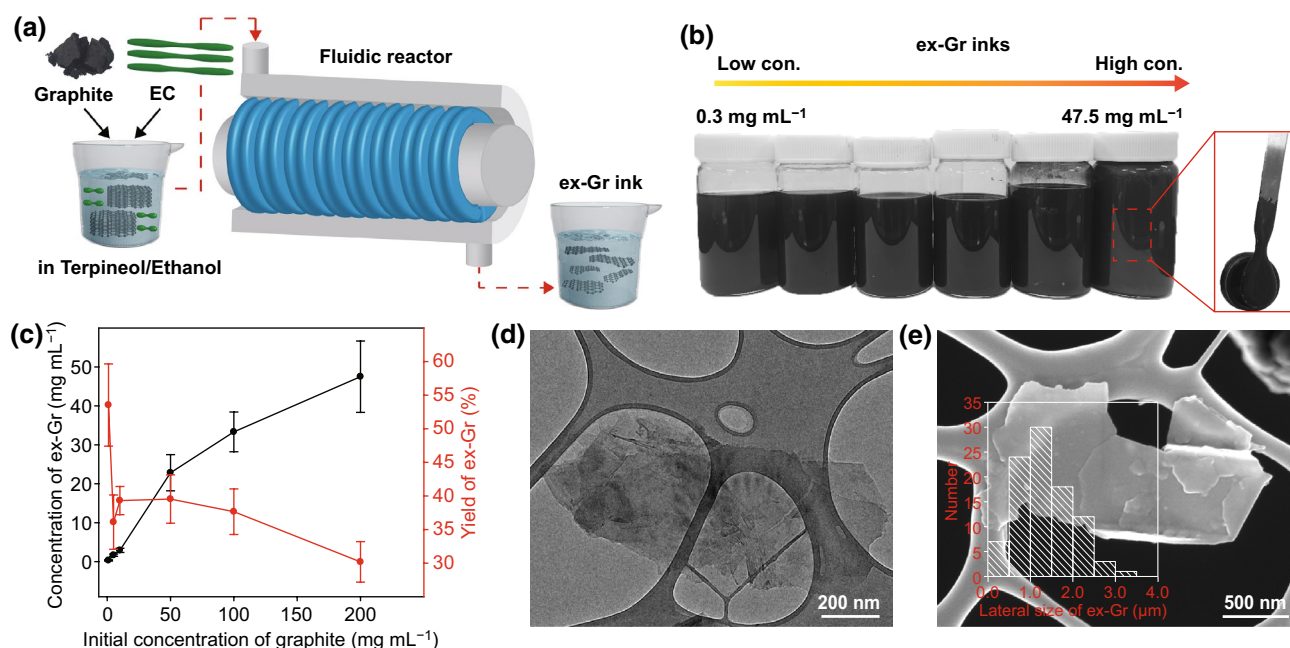 (a)
Graphite
EC
in Terpineol/Ethanol
Fluidic reactor
ex-Gr ink
(b)
ex-Gr inks
Low con.
High con.
0.3 mg mL⁻¹
47.5 mg mL⁻¹
(c)
Concentration of ex-Gr (mg mL⁻¹)
50
40
30
20
10
0
60
55
50
45
40
35
30
Yield of ex-Gr (%)
0
50
100
150
200
Initial concentration of graphite (mg mL⁻¹)
(d)
200 nm
(e)
35
30
25
20
15
10
5
0
Number
0.0
1.0
2.0
3.0
4.0
Lateral size of ex-Gr (µm)
500 nm